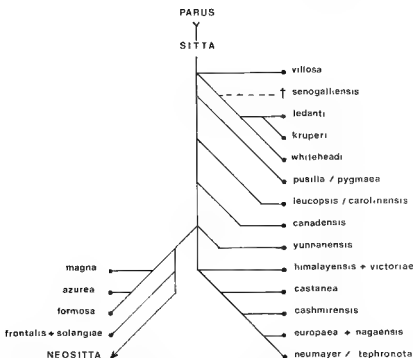 PARUS
SITTA
villosa
† senogalliensis
ledanti
kruperi
whiteheadi
pusilla / pygmaea
leucopsis / carolinensis
canadensis
yunnanensis
himalayensis + victoriae
castanea
cashmirensis
europaea + nagaensis
neumayer / tephronota
magna
azurea
formosa
frontalis + solangiae
NEOSITTA